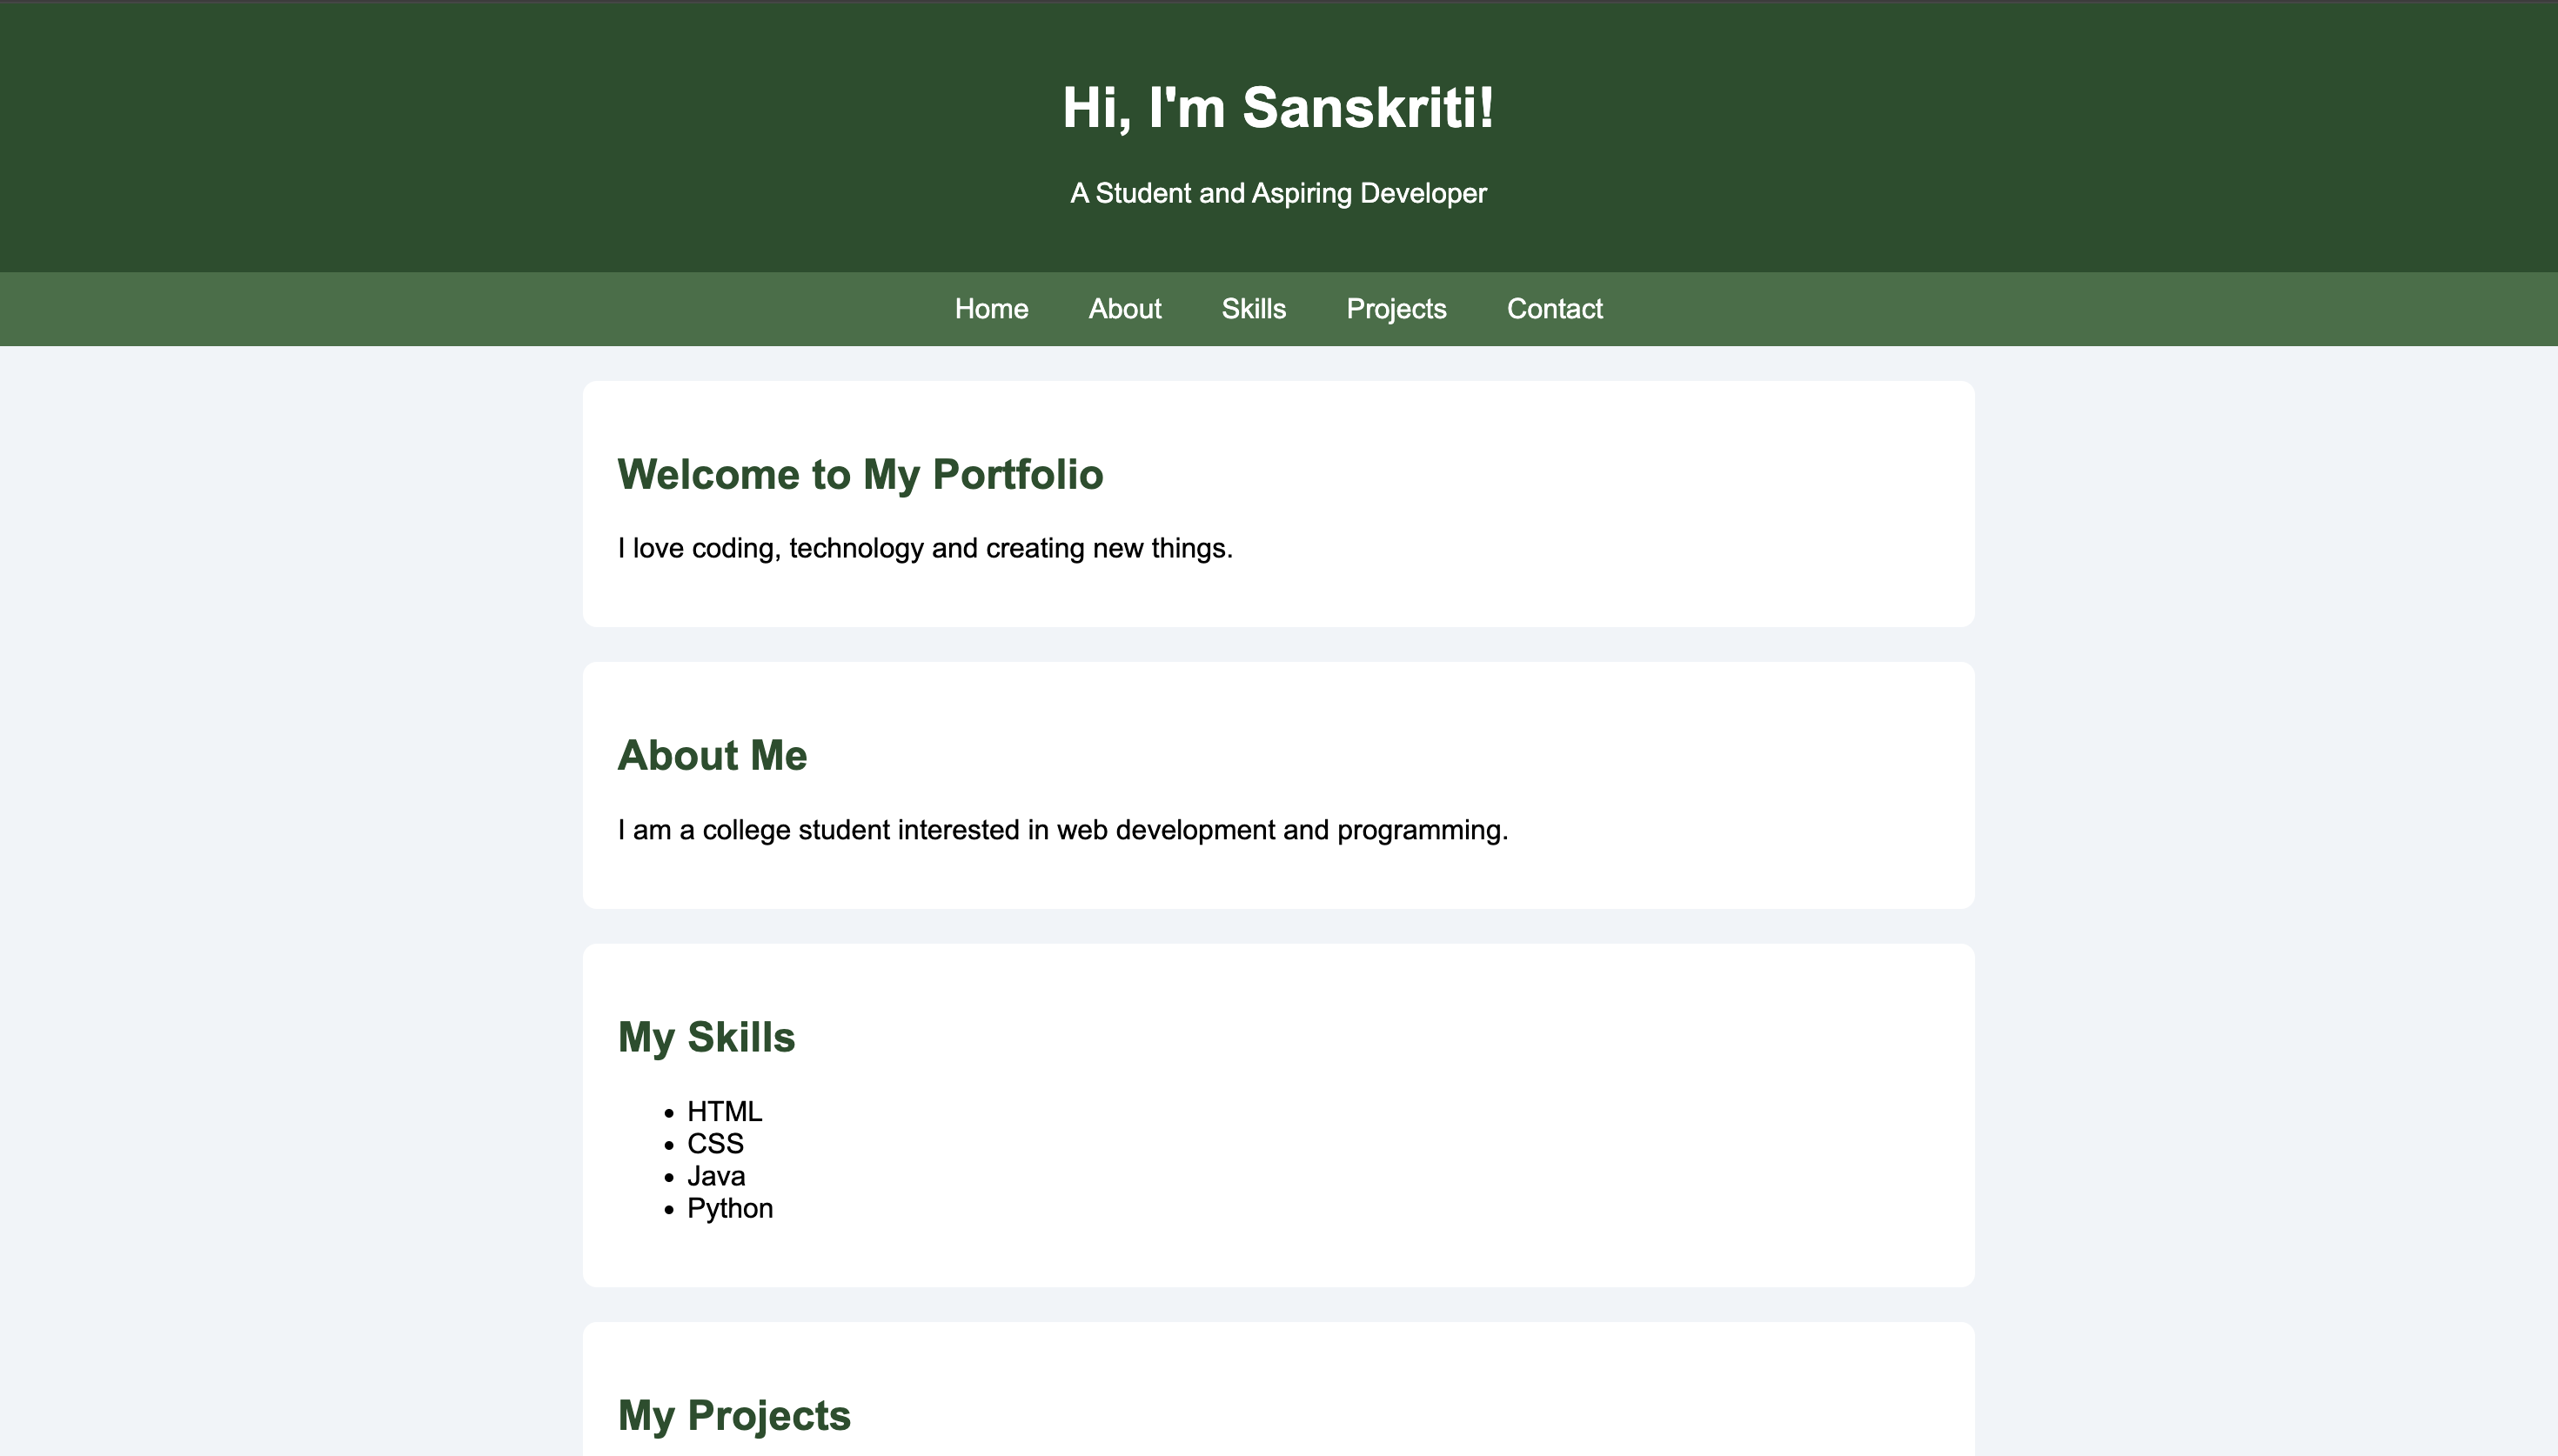 Hi, I'm Sanskriti!
A Student and Aspiring Developer
Home About Skills Projects Contact
Welcome to My Portfolio
I love coding, technology and creating new things.
About Me
I am a college student interested in web development and programming.
My Skills
• HTML
• CSS
• Java
• Python
My Projects